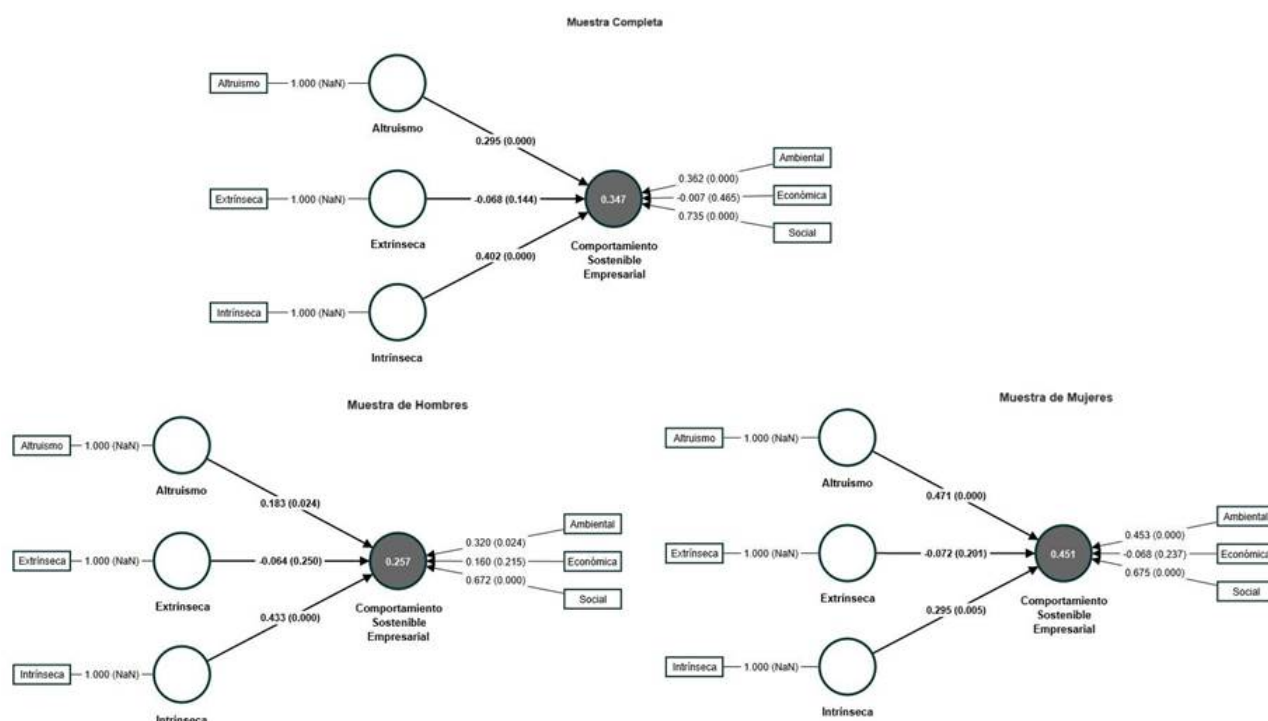 Muestra Completa
Altruismo
1.000 (NaN)
Altruismo
0.295 (0.000)
Extrínseca
1.000 (NaN)
Extrínseca
-0.068 (0.144)
Intrínseca
1.000 (NaN)
Intrínseca
0.402 (0.000)
0.347
Comportamiento
Sostenible
Empresarial
0.362 (0.000)
Ambiental
-0.007 (0.465)
Económica
0.735 (0.000)
Social
Muestra de Hombres
Altruismo
1.000 (NaN)
Altruismo
0.183 (0.024)
Extrínseca
1.000 (NaN)
Extrínseca
-0.064 (0.250)
Intrínseca
1.000 (NaN)
Intrínseca
0.433 (0.000)
0.257
Comportamiento
Sostenible
Empresarial
0.320 (0.024)
Ambiental
0.160 (0.215)
Económica
0.672 (0.000)
Social
Muestra de Mujeres
Altruismo
1.000 (NaN)
Altruismo
0.471 (0.000)
Extrínseca
1.000 (NaN)
Extrínseca
-0.072 (0.201)
Intrínseca
1.000 (NaN)
Intrínseca
0.295 (0.005)
0.451
Comportamiento
Sostenible
Empresarial
0.453 (0.000)
Ambiental
-0.068 (0.237)
Económica
0.675 (0.000)
Social